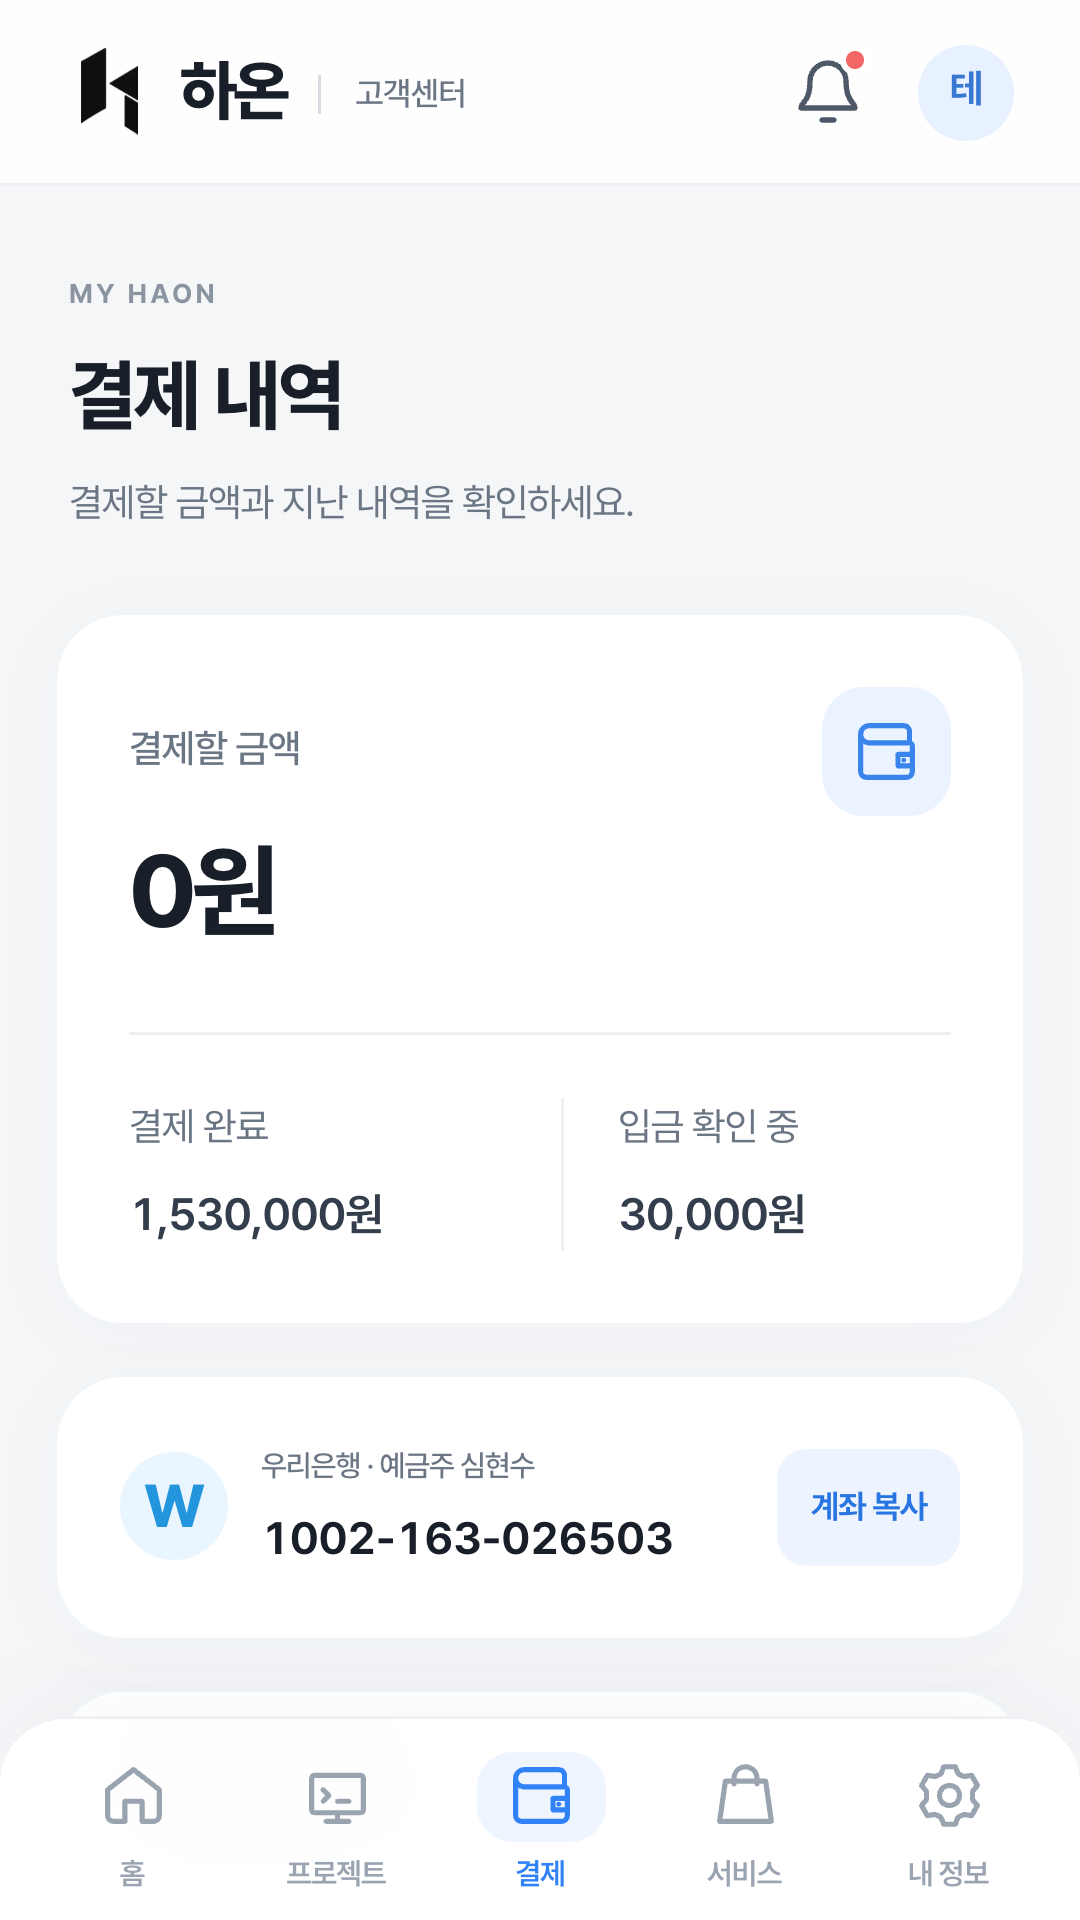 하온
고객센터
테
MY HAON
결제 내역
결제할 금액과 지난 내역을 확인하세요.
결제할 금액
0원
결제 완료
입금 확인 중
1,530,000원
30,000원
W
우리은행 · 예금주 심현수
1002-163-026503
계좌 복사
홈
프로젝트
결제
서비스
내 정보